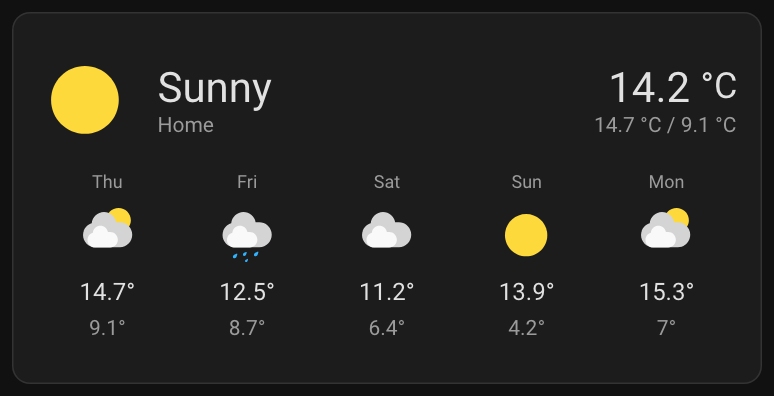 Sunny
14.2 °C
Home
14.7 °C / 9.1 °C
Thu Fri Sat Sun Mon
14.7° 12.5° 11.2° 13.9° 15.3°
9.1° 8.7° 6.4° 4.2° 7°